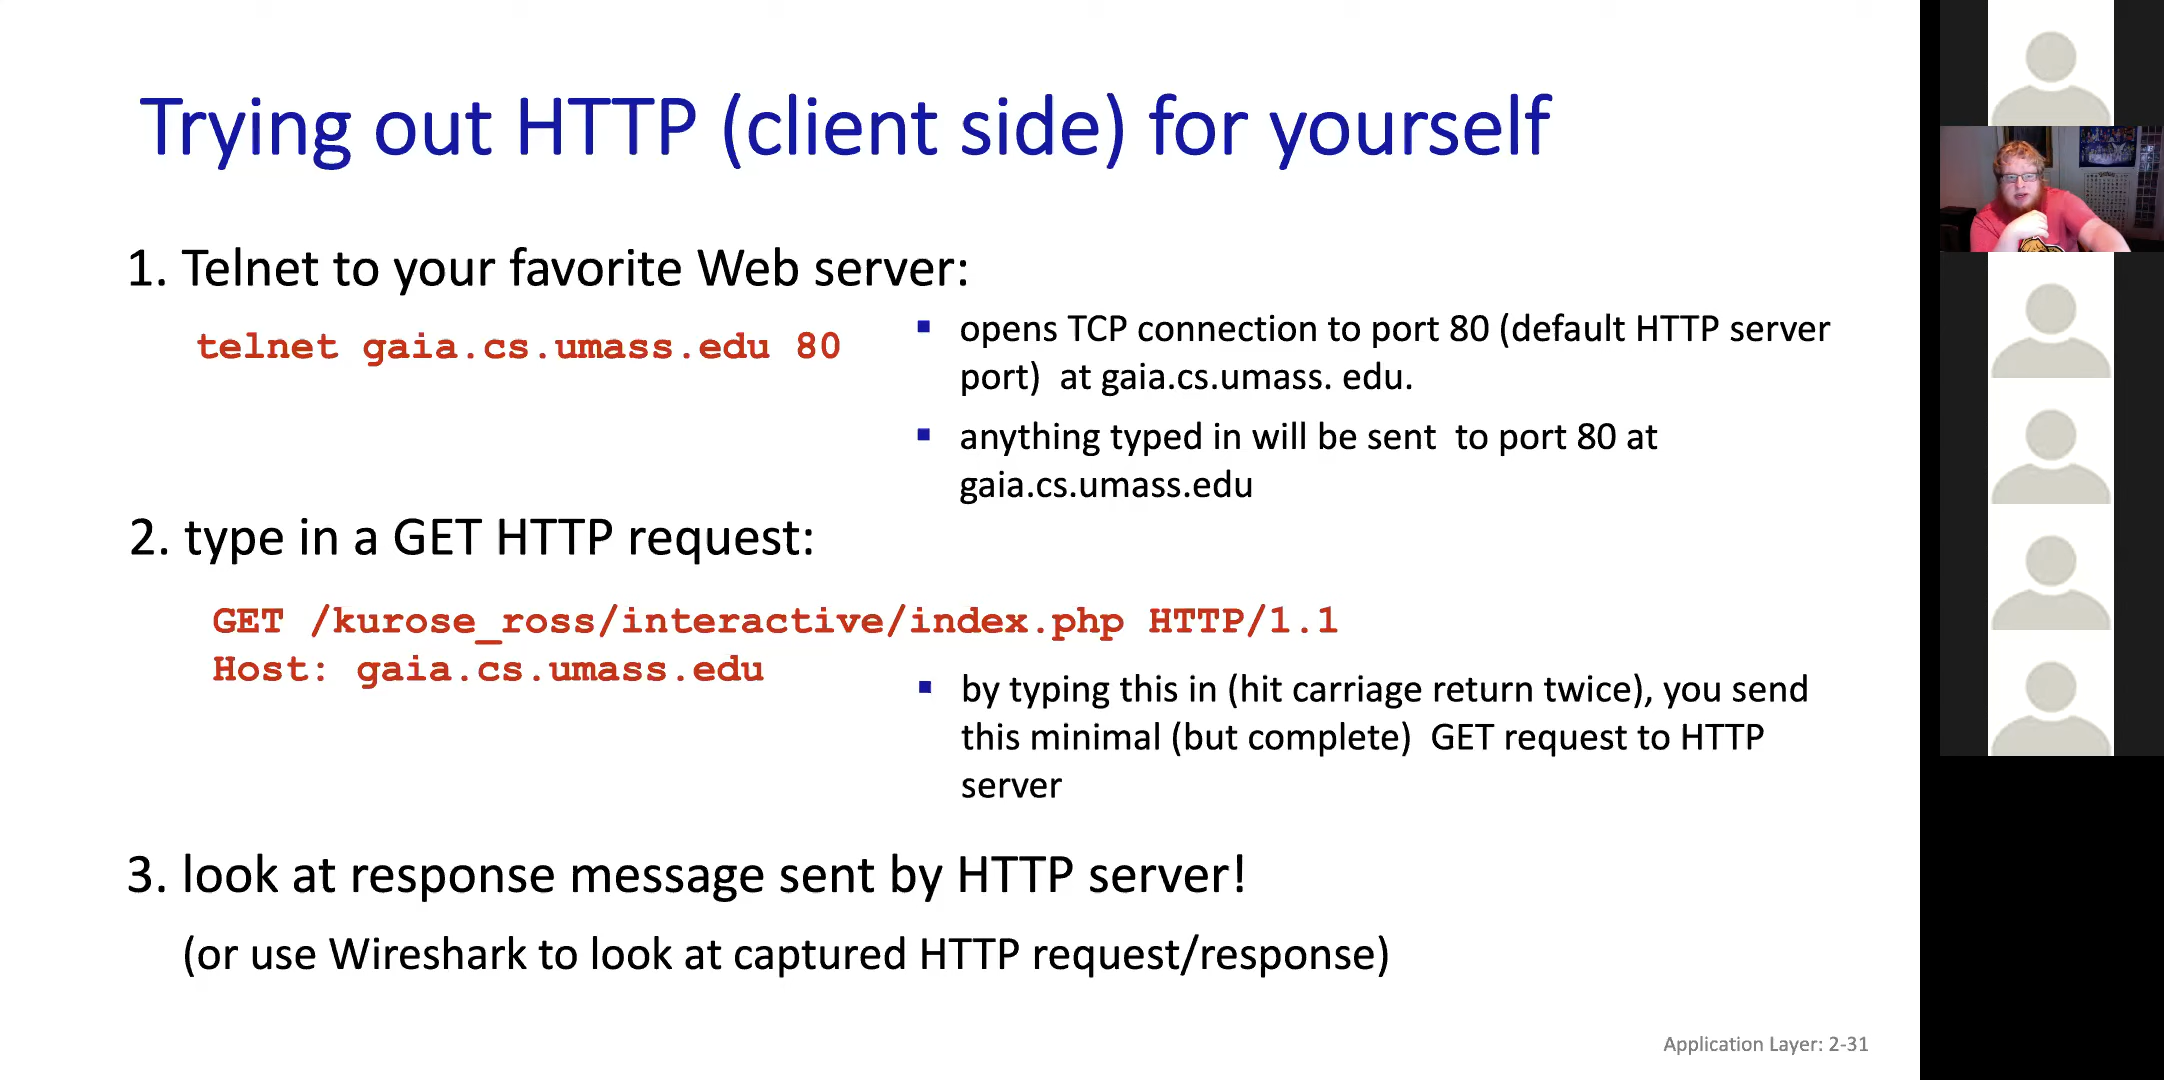 Trying out HTTP (client side) for yourself
1. Telnet to your favorite Web server:
telnet gaia.cs.umass.edu 80
▪ opens TCP connection to port 80 (default HTTP server
port)  at gaia.cs.umass. edu.
▪ anything typed in will be sent  to port 80 at
gaia.cs.umass.edu
2. type in a GET HTTP request:
GET /kurose_ross/interactive/index.php HTTP/1.1
Host: gaia.cs.umass.edu
▪ by typing this in (hit carriage return twice), you send
this minimal (but complete)  GET request to HTTP
server
3. look at response message sent by HTTP server!
(or use Wireshark to look at captured HTTP request/response)
Application Layer: 2-31